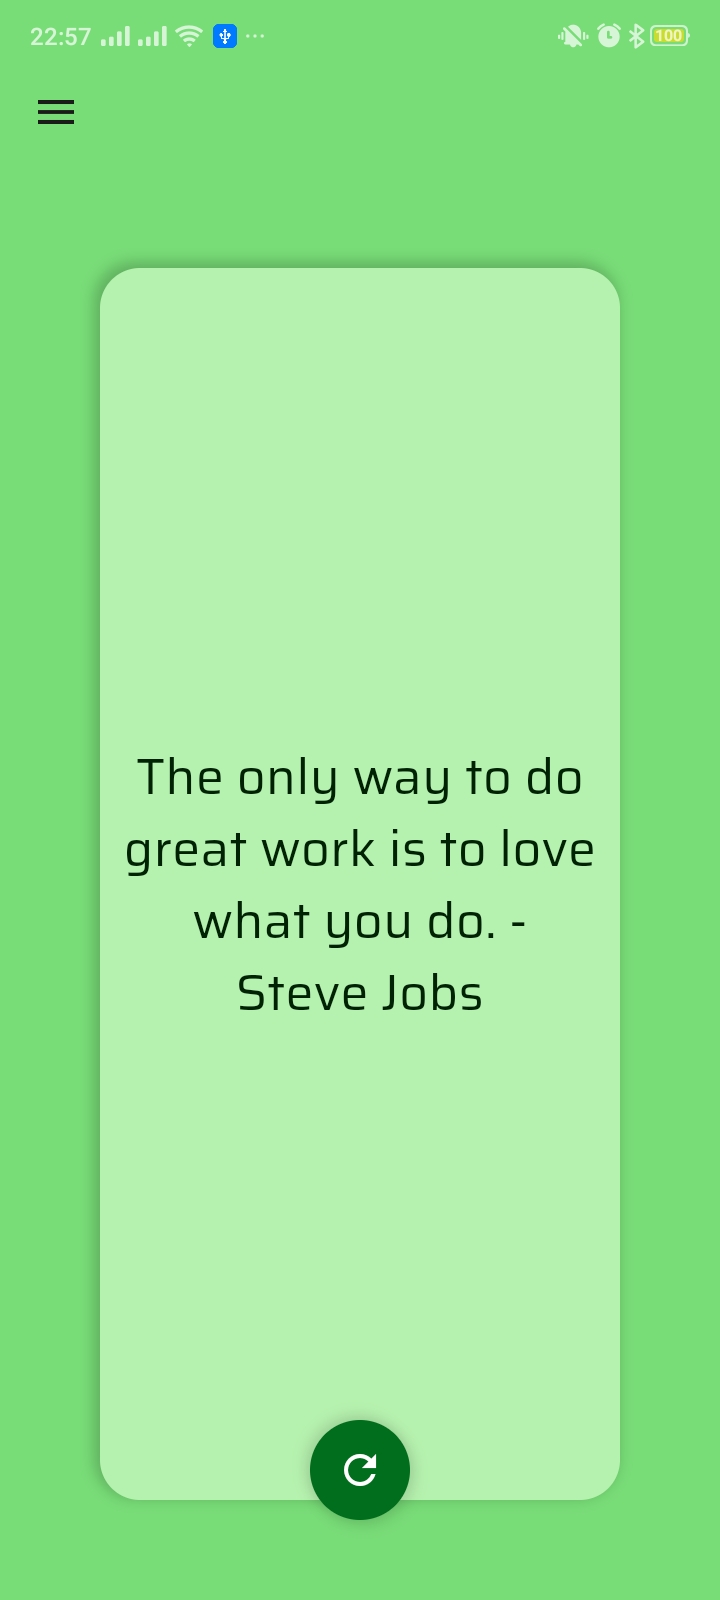 22:57
100
The only way to do
great work is to love
what you do. -
Steve Jobs